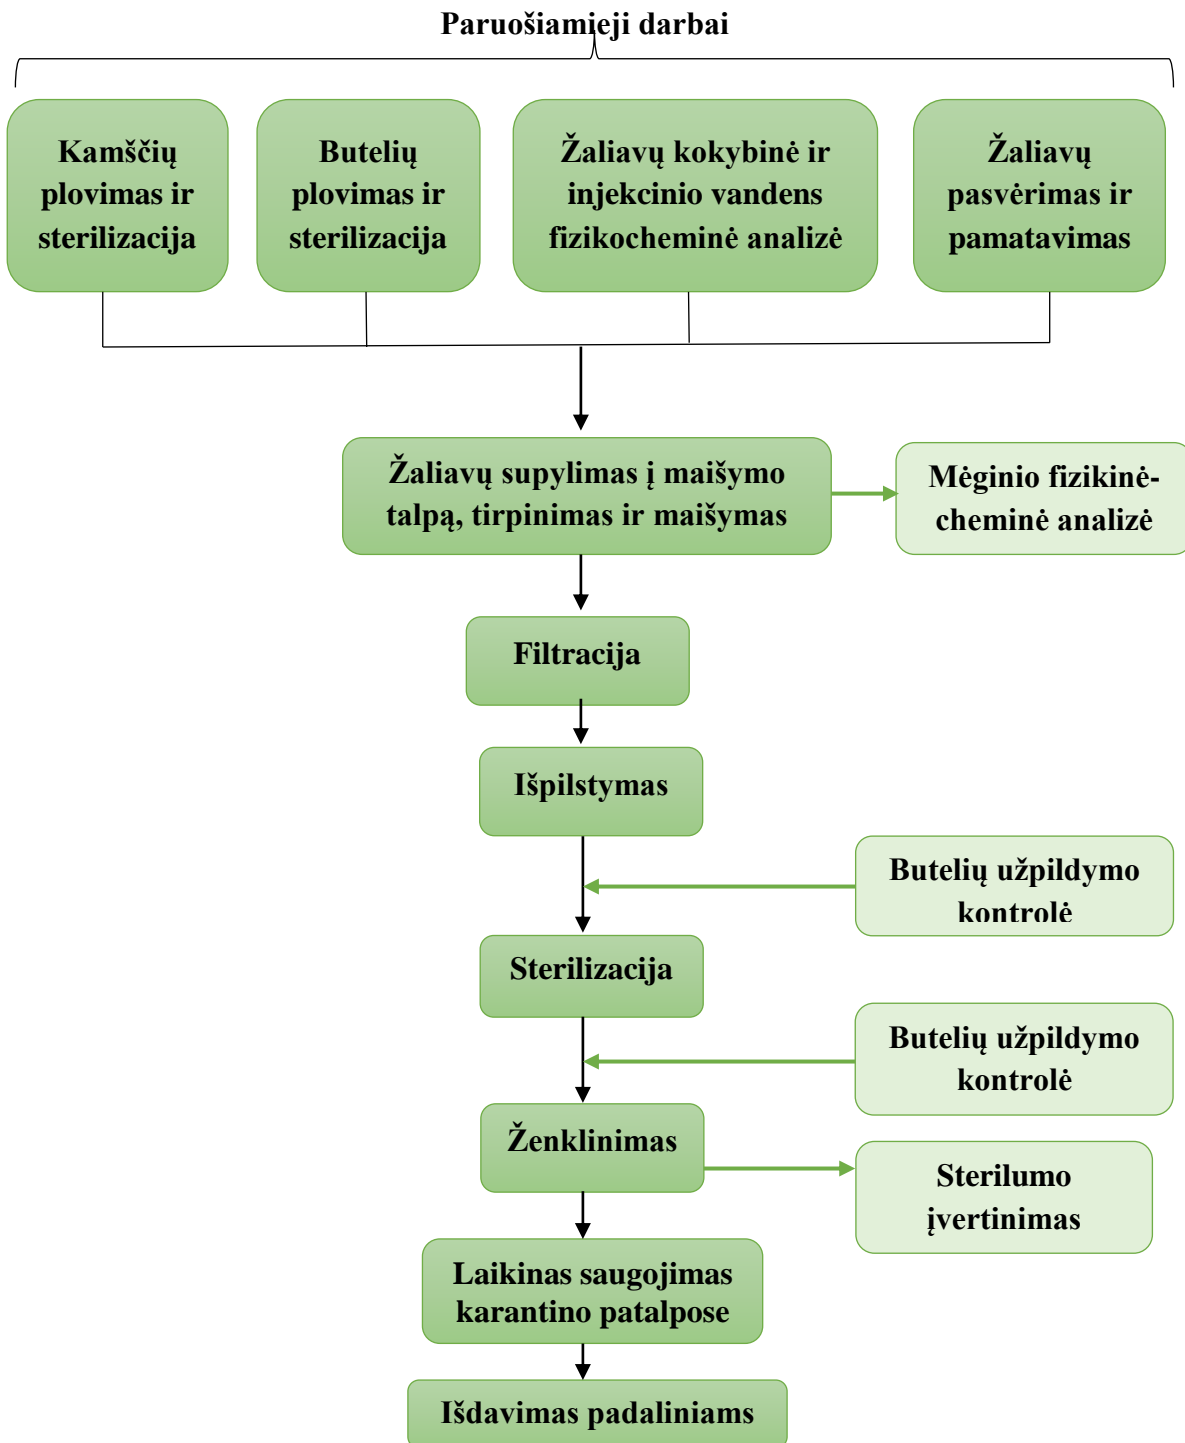 Paruošiamieji darbai
Kamščių
plovimas ir
sterilizacija
Butelių
plovimas ir
sterilizacija
Žaliavų kokybinė ir
injekcinio vandens
fizikocheminė analizė
Žaliavų
pasvėrimas ir
pamatavimas
Žaliavų supylimas į maišymo
talpą, tirpinimas ir maišymas
Mėginio fizikinė-
cheminė analizė
Filtracija
Išpilstymas
Butelių užpildymo
kontrolė
Sterilizacija
Butelių užpildymo
kontrolė
Ženklinimas
Sterilumo
įvertinimas
Laikinas saugojimas
karantino patalpose
Išdavimas padaliniams